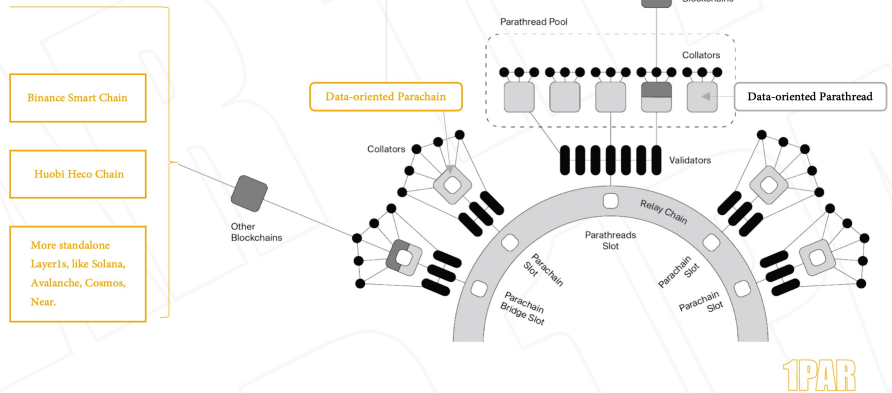 Blockchains
Parathread Pool
Collators
Binance Smart Chain
Data-oriented Parachain
Data-oriented Parathread
Collators
Validators
Huobi Heco Chain
Relay Chain
Other
Blockchains
Parathreads
Slot
More standalone
Layer1s, like Solana,
Avalanche, Cosmos,
Near.
Parachain
Slot
Parachain
Slot
Parachain
Bridge Slot
Parachain
Slot
1PAR